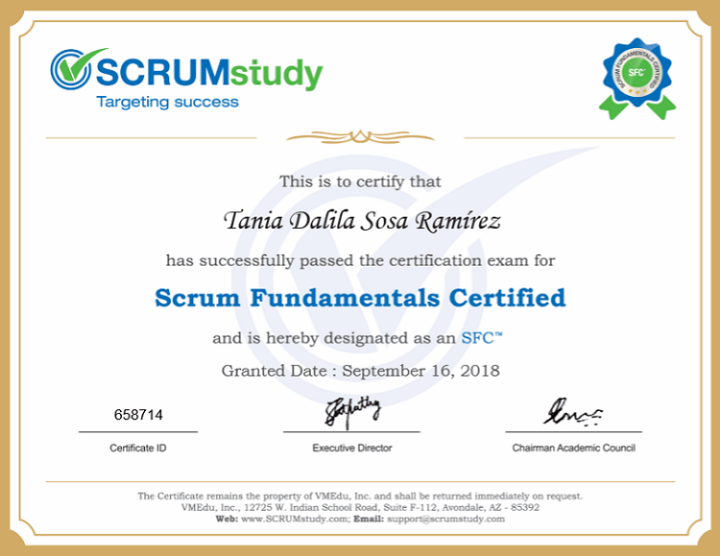 SCRUMstudy
Targeting success
SCRUM FUNDAMENTALS CERTIFIED
SFC
This is to certify that
Tania Dalila Sosa Ramírez
has successfully passed the certification exam for
Scrum Fundamentals Certified
and is hereby designated as an SFC™
Granted Date : September 16, 2018
658714
Certificate ID
Executive Director
Chairman Academic Council
The Certificate remains the property of VMEdu, Inc. and shall be returned immediately on request.
VMEdu, Inc., 12725 W. Indian School Road, Suite F-112, Avondale, AZ - 85392
Web: www.SCRUMstudy.com; Email: support@scrumstudy.com